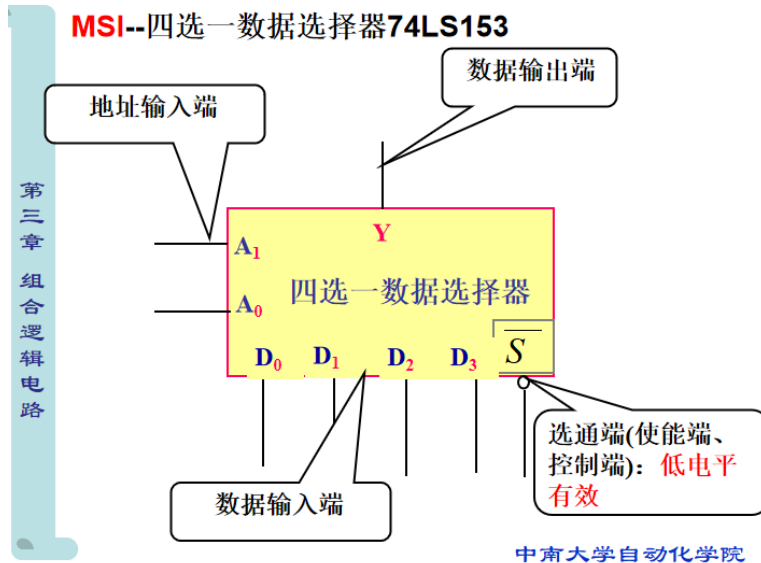 MSI--四选一数据选择器74LS153
数据输出端
地址输入端
第三章 组合逻辑电路
Y
A₁
四选一数据选择器
A₀
D₀ D₁ D₂ D₃ S̅
选通端(使能端、
控制端)：低电平
有效
数据输入端
中南大学自动化学院